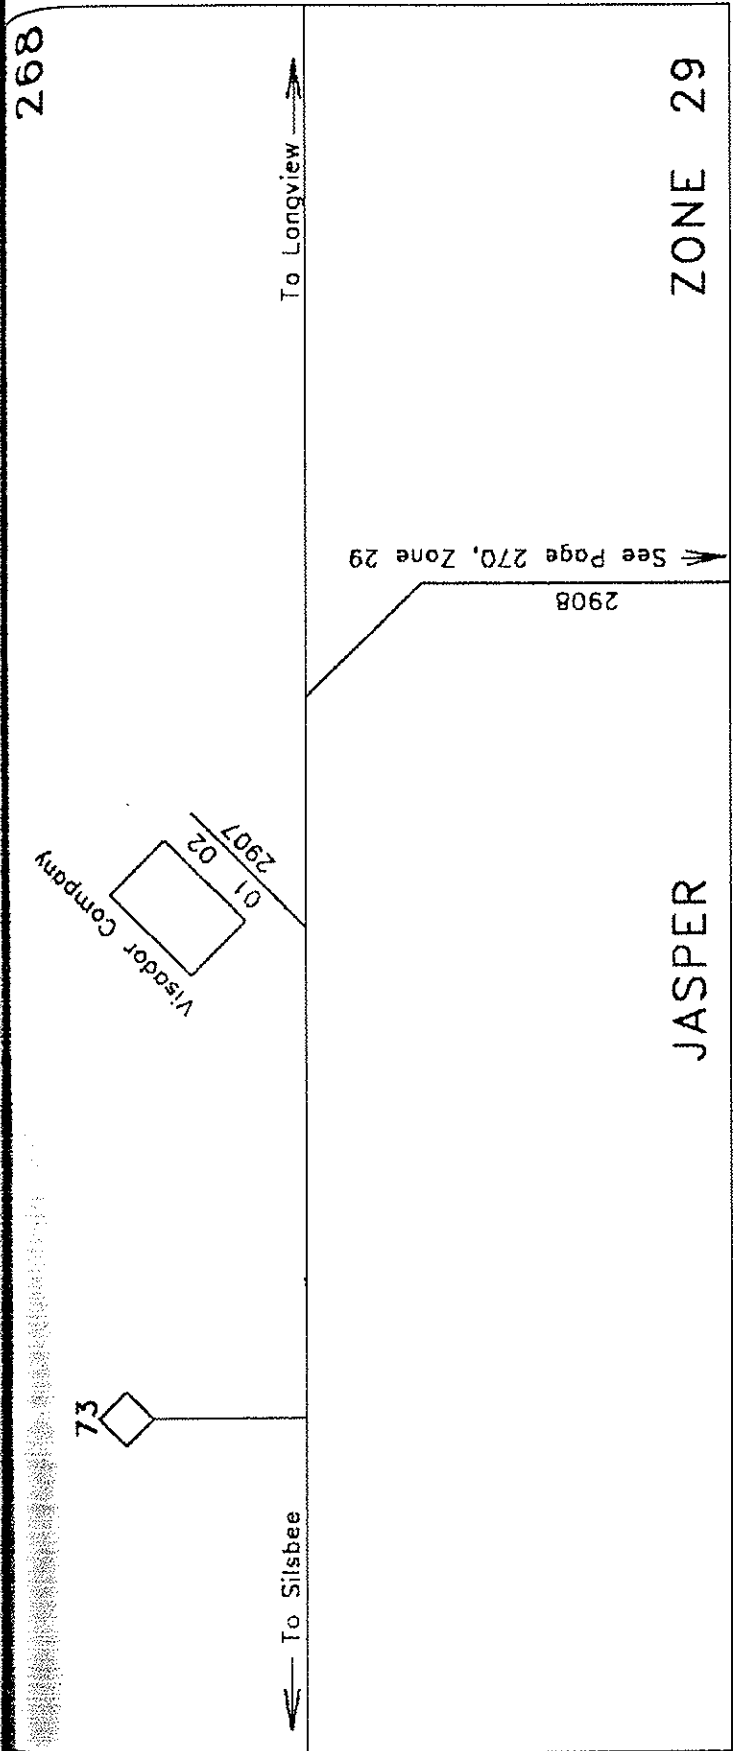 268
To Longview
See Page 270, Zone 29
2908
Visador Company
01 02
2907
73
To Silsbee
JASPER
ZONE 29